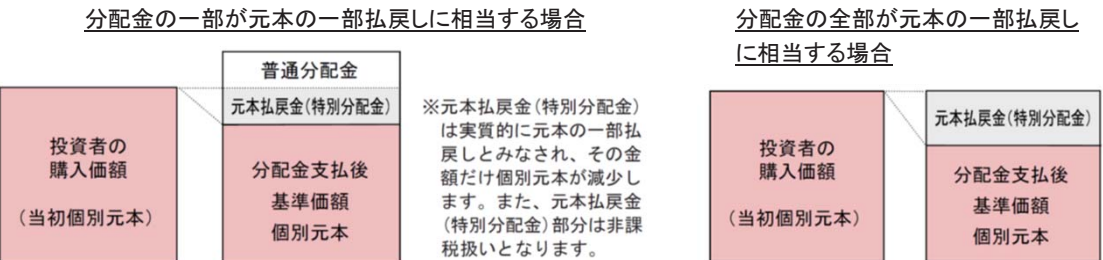 分配金の一部が元本の一部払戻しに相当する場合
普通分配金
元本払戻金(特別分配金)
投資者の
購入価額
(当初個別元本)
分配金支払後
基準価額
個別元本
※元本払戻金(特別分配金)
は実質的に元本の一部払
戻しとみなされ、その金
額だけ個別元本が減少し
ます。また、元本払戻金
(特別分配金)部分は非課
税扱いとなります。
分配金の全部が元本の一部払戻し
に相当する場合
元本払戻金(特別分配金)
投資者の
購入価額
(当初個別元本)
分配金支払後
基準価額
個別元本